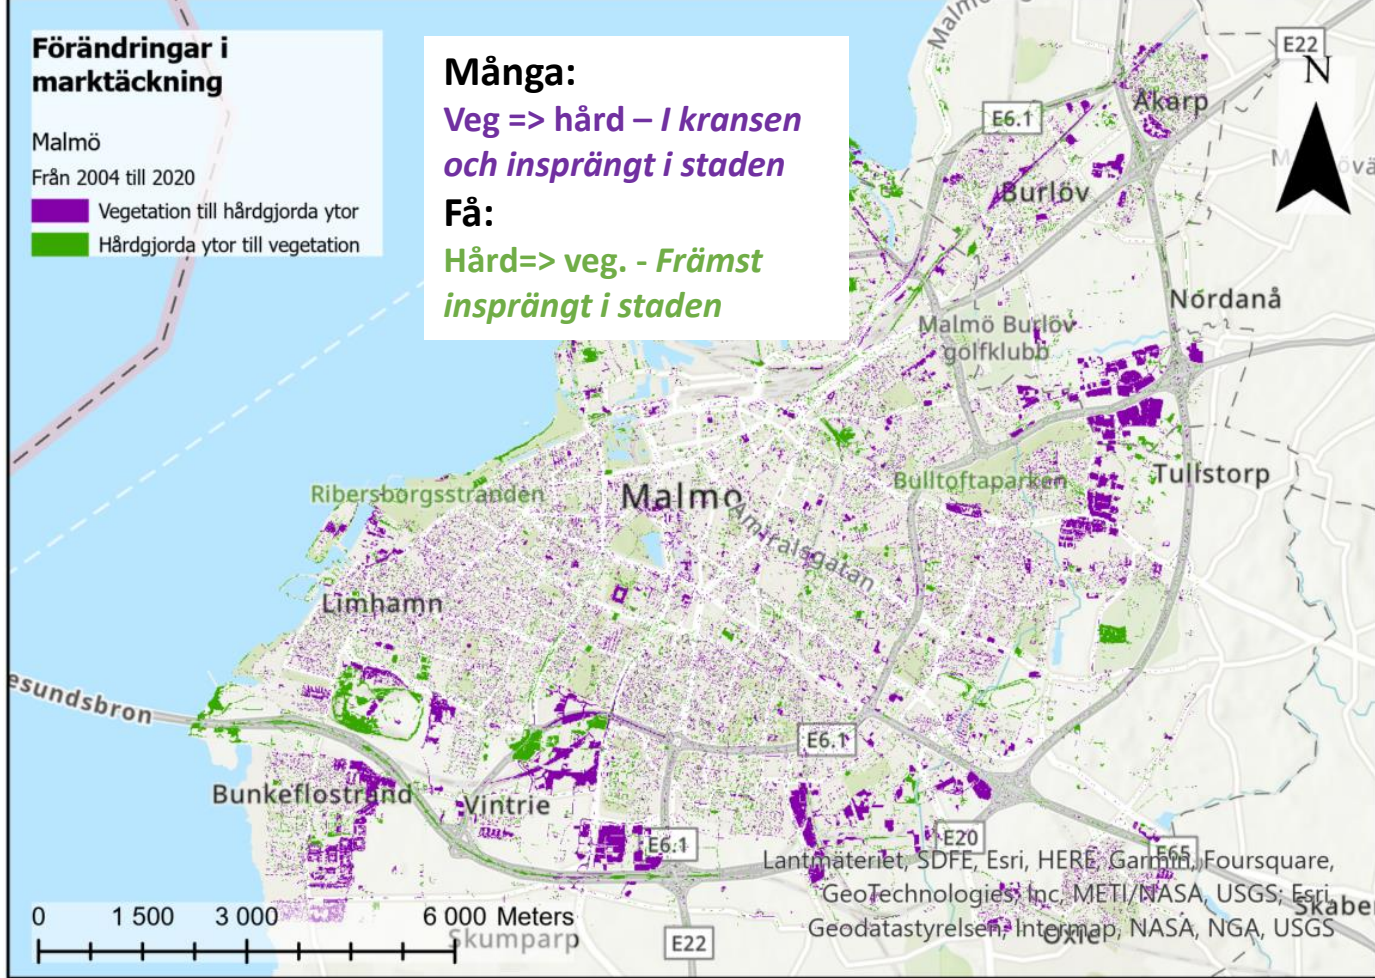 Förändringar i
marktäckning
Malmö
Från 2004 till 2020
Vegetation till hårdgjorda ytor
Hårdgjorda ytor till vegetation
Många:
Veg => hård – I kransen
och insprängt i staden
Få:
Hård=> veg. - Främst
insprängt i staden
E22
N
Åkarp
E6.1
Burlöv
Nordanå
Malmö Burlöv
golfklubb
Tullstorp
Bulltoftaparken
Ribersborgsstranden
Malmö
Amiralsgatan
Limhamn
esundsbron
E6.1
Bunkeflostrand
Vintrie
E6.1
E20
E65
Lantmäteriet, SDFE, Esri, HERE, Garmin, Foursquare,
GeoTechnologies, Inc, METI/NASA, USGS; Esri,
Geodatastyrelsen, Intermap, NASA, NGA, USGS
Skabe
Oxie
0 1 500 3 000 6 000 Meters
Skumparp
E22